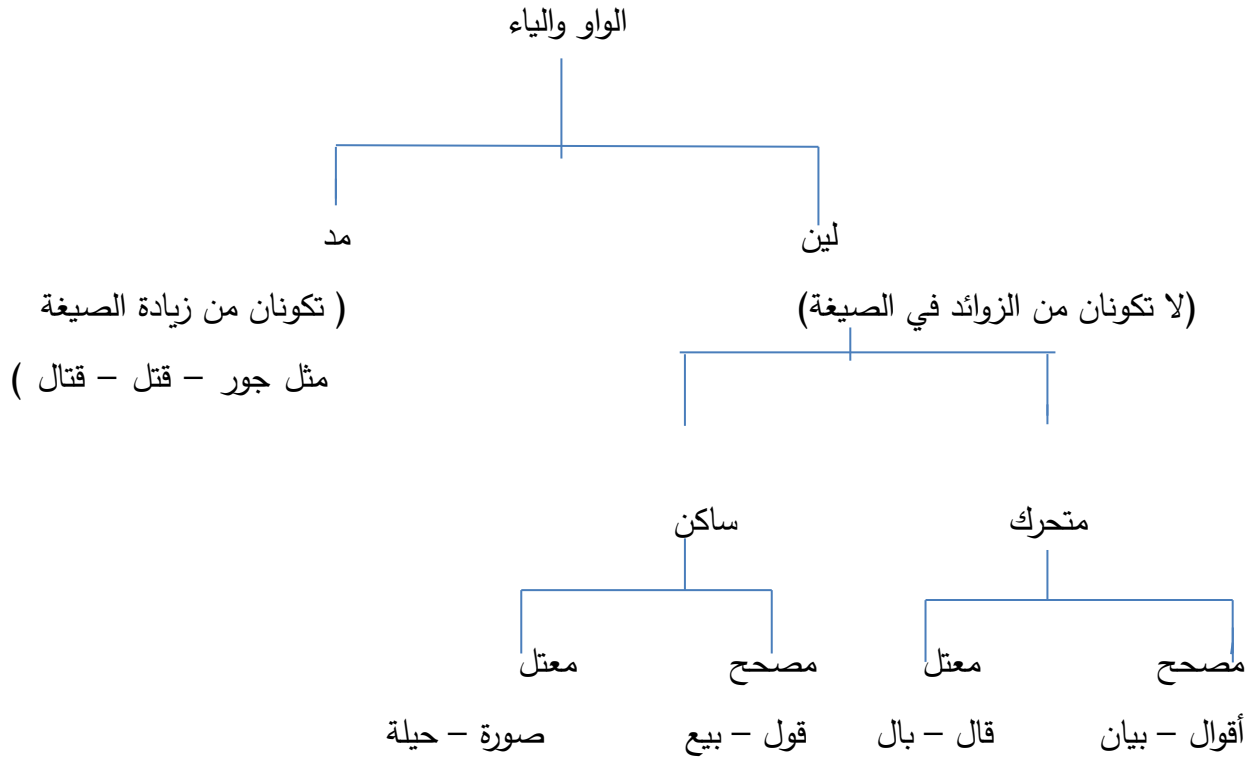 الواو والياء
لين
مد
(لا تكونان من الزوائد في الصيغة)
( تكونان من زيادة الصيغة
مثل جور – قتل – قتال )
متحرك
ساكن
مصحح
معتل
مصحح
معتل
أقوال – بيان
قال – بال
قول – بيع
صورة – حيلة